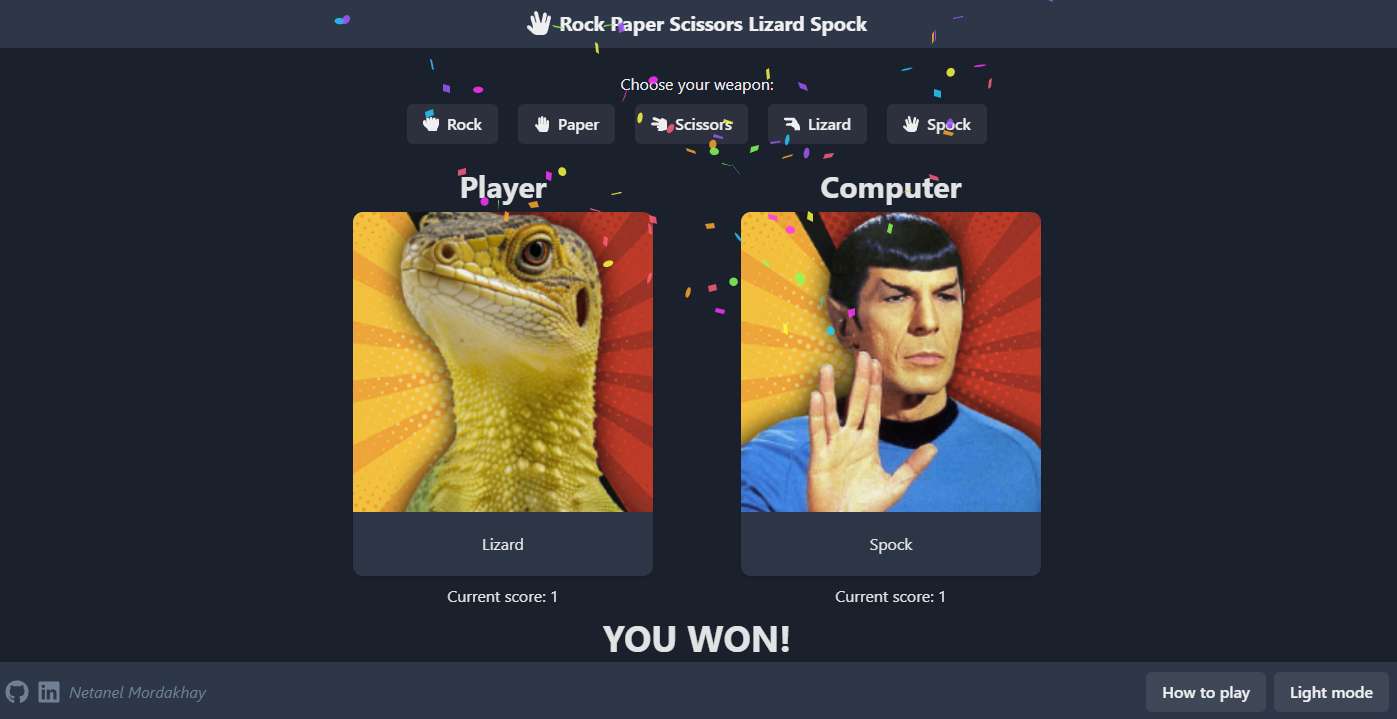 Rock Paper Scissors Lizard Spock
Choose your weapon:
Rock Paper Scissors Lizard Spock
Player Computer
Lizard Spock
Current score: 1 Current score: 1
YOU WON!
in Netanel Mordakhay How to play Light mode